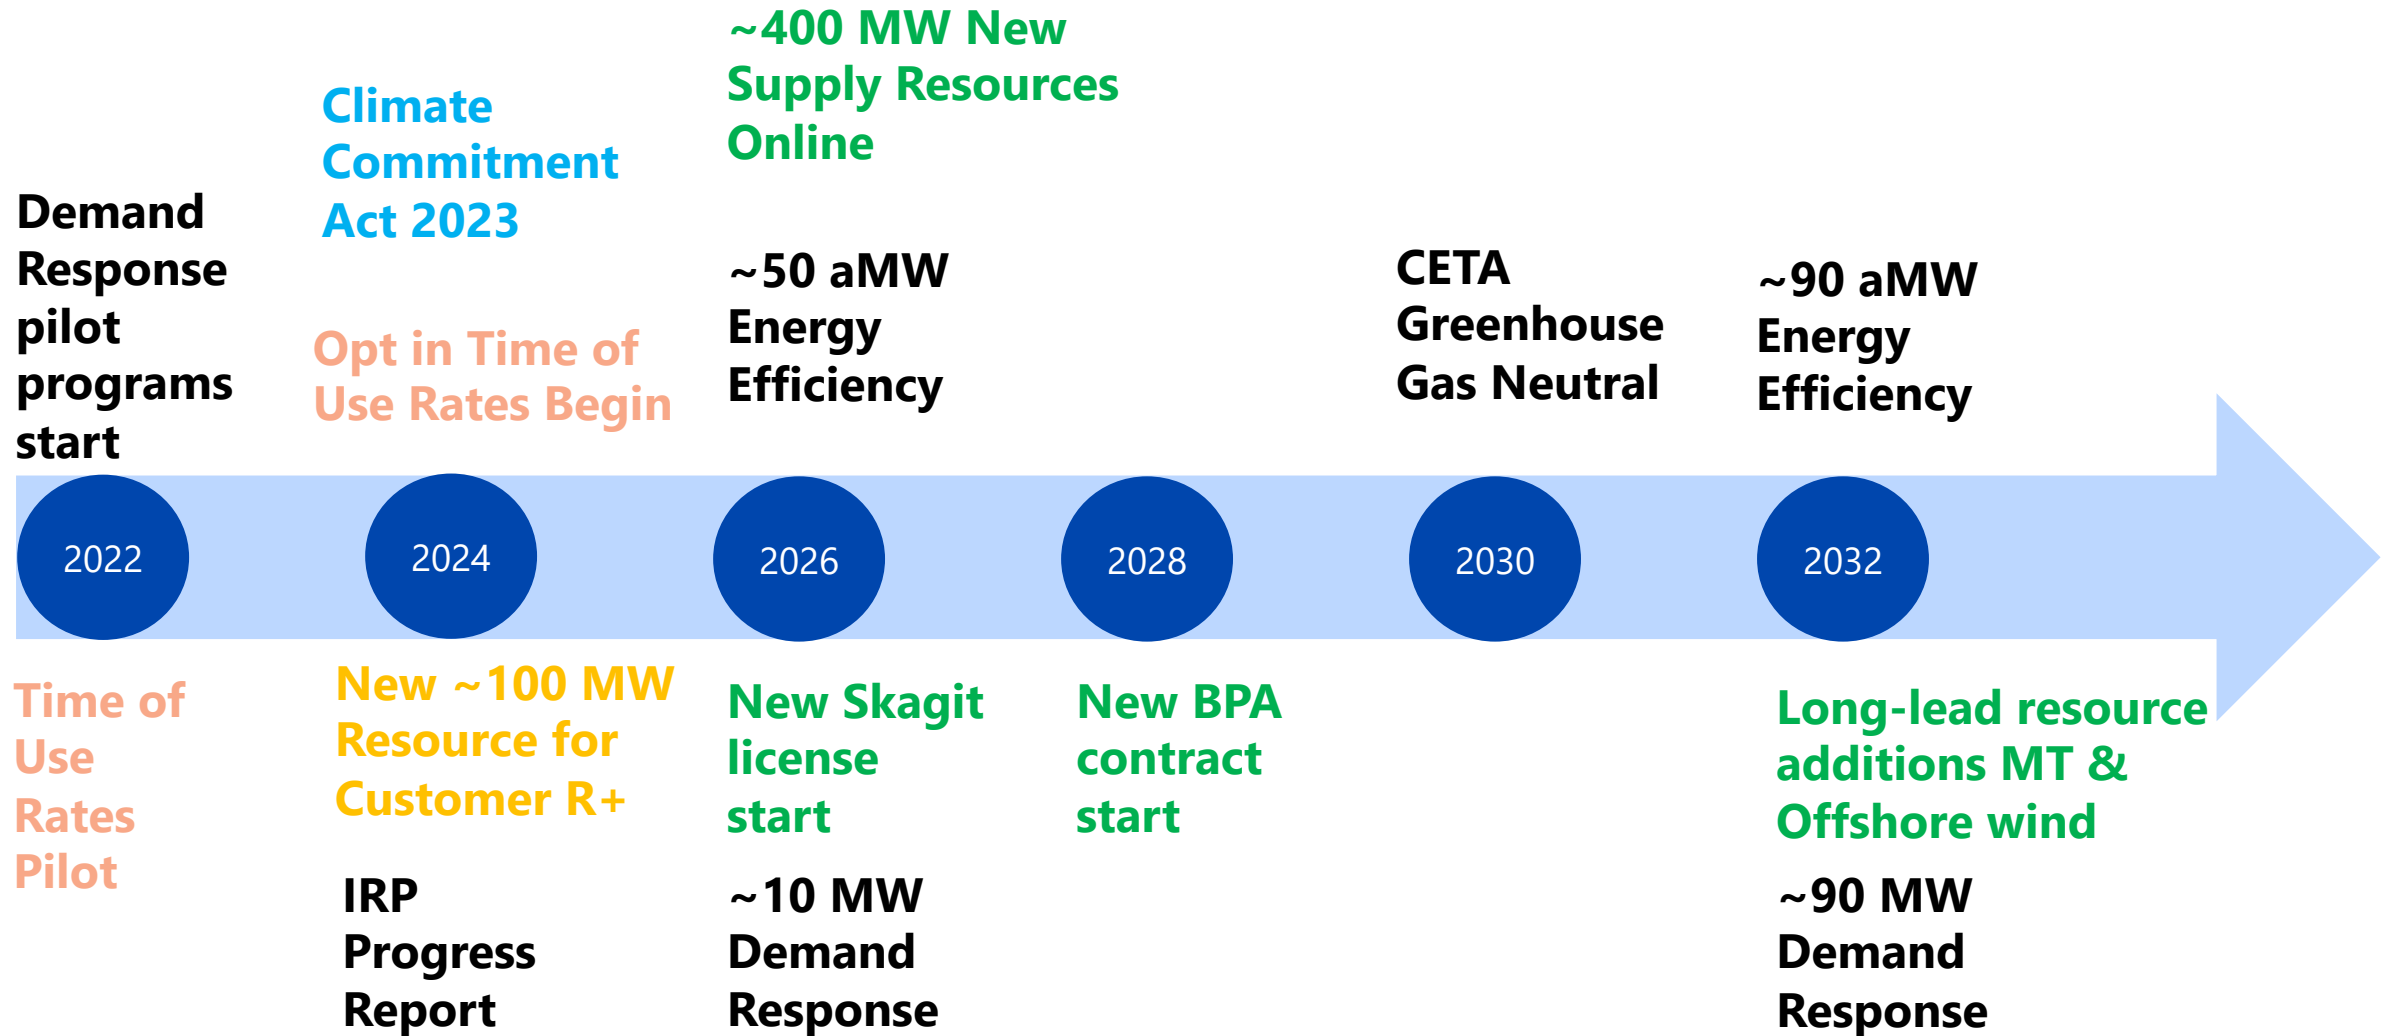 ~400 MW New
Supply Resources
Online
Climate
Commitment
Act 2023
Demand
Response
pilot
programs
start
Opt in Time of
Use Rates Begin
~50 aMW
Energy
Efficiency
CETA
Greenhouse
Gas Neutral
~90 aMW
Energy
Efficiency
2022
2024
2026
2028
2030
2032
Time of
Use
Rates
Pilot
New ~100 MW
Resource for
Customer R+
IRP
Progress
Report
New Skagit
license
start
~10 MW
Demand
Response
New BPA
contract
start
Long-lead resource
additions MT &
Offshore wind
~90 MW
Demand
Response